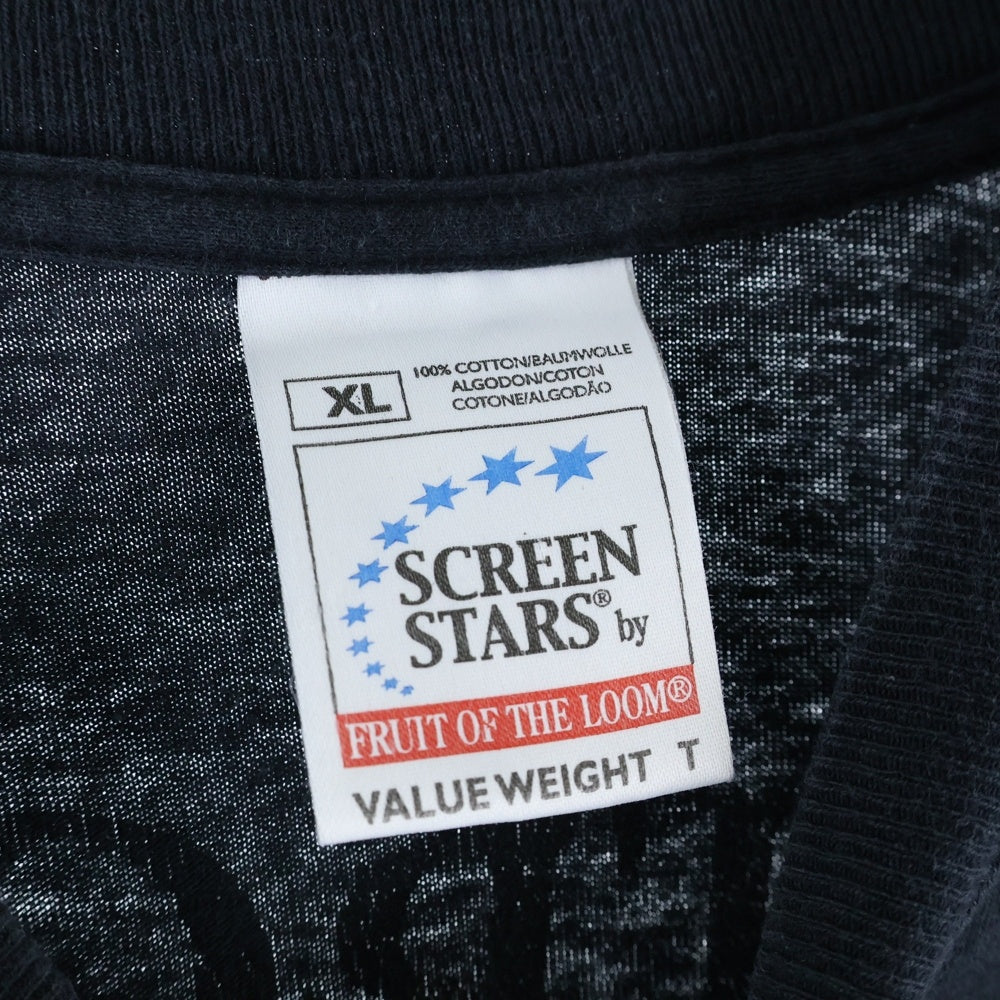 XL
100% COTTON/BAUMWOLLE
ALGODON/COTON
COTONE/ALGODÃO
SCREEN
STARS® by
FRUIT OF THE LOOM®
VALUE WEIGHT T